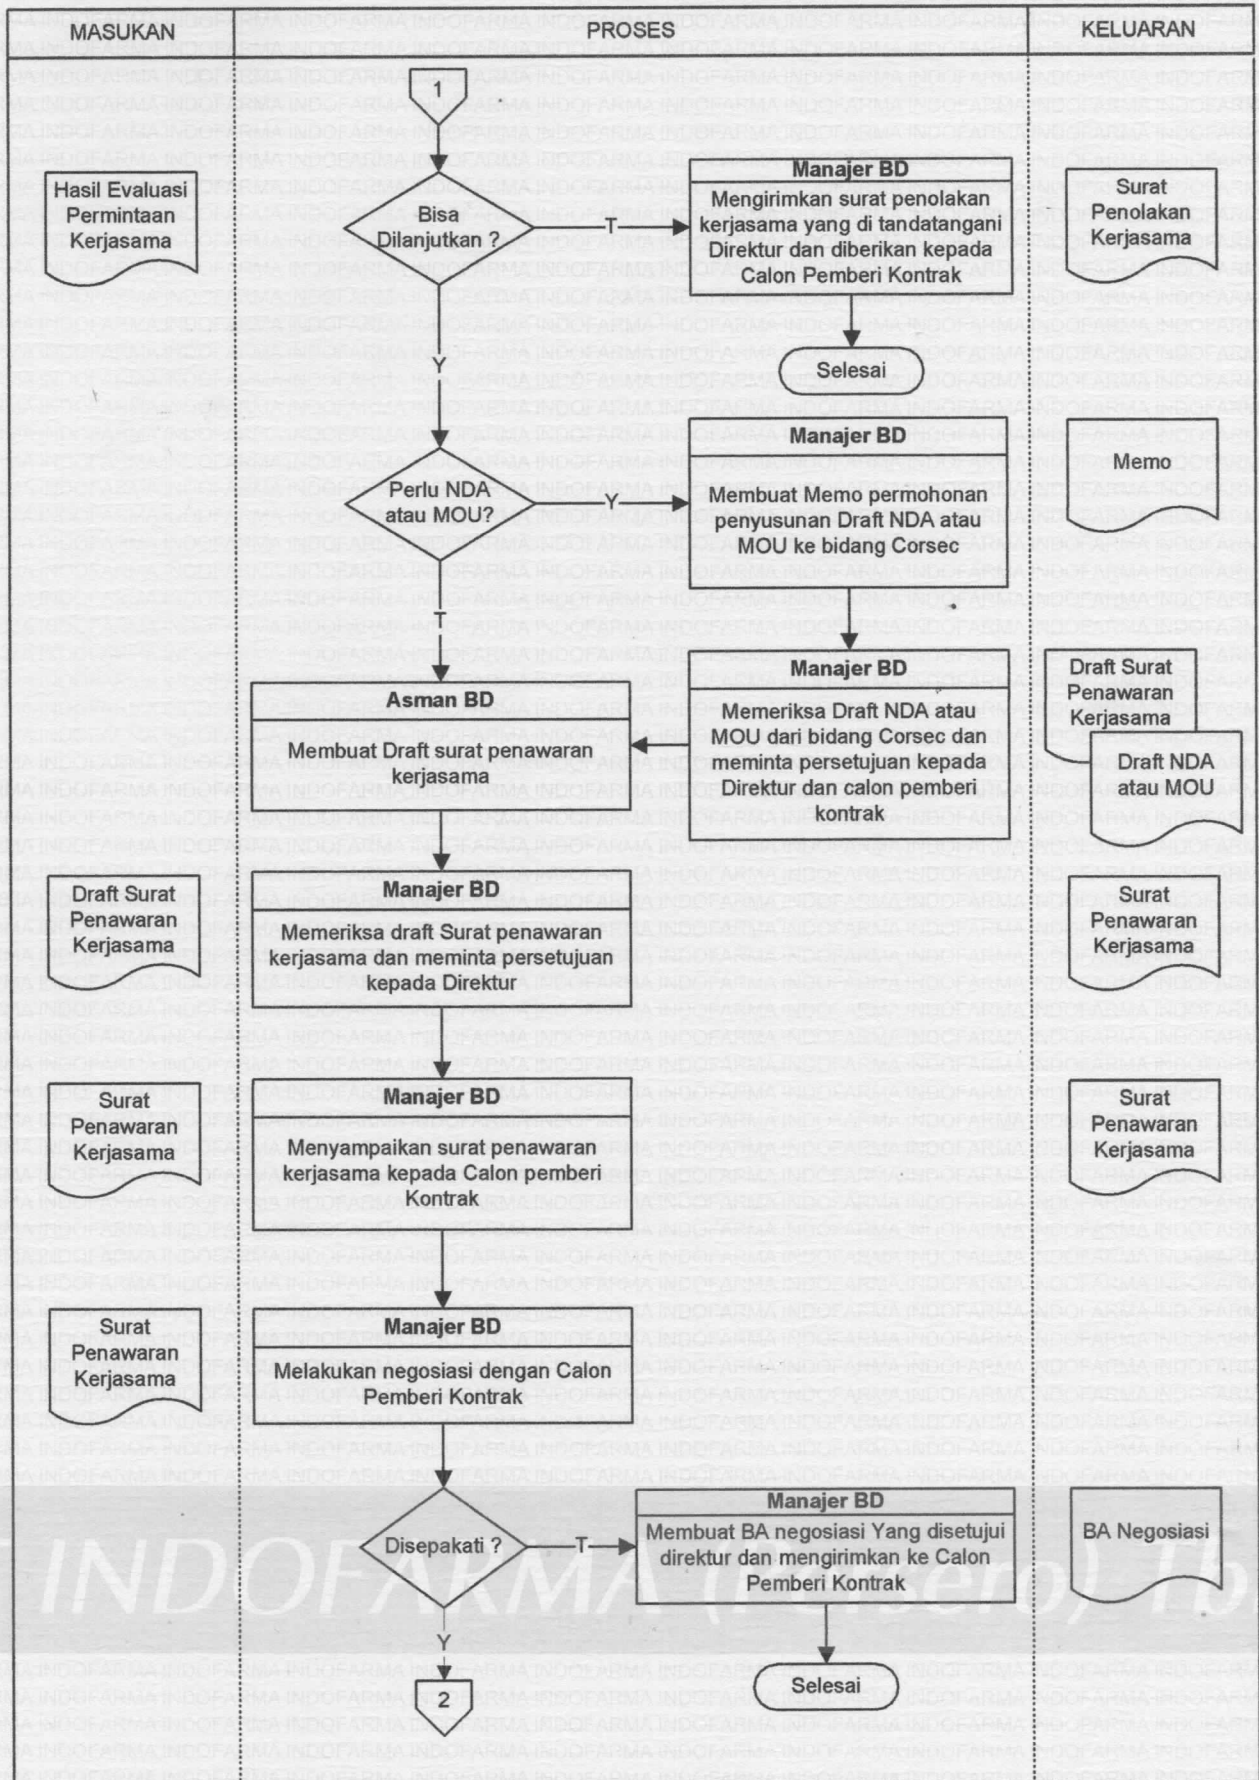 MASUKAN
PROSES
KELUARAN
1
Hasil Evaluasi
Permintaan
Kerjasama
Bisa
Dilanjutkan ?
T
Manajer BD
Mengirimkan surat penolakan
kerjasama yang ditandatangani
Direktur dan dikirim kepada
Calon Pemberi Kontrak
Surat
Penolakan
Kerjasama
Y
Selesai
Perlu NDA
atau MOU?
Y
Manajer BD
Membuat Memo permohonan
penyusunan Draft NDA atau
MOU ke bidang Corsec
Memo
T
Asman BD
Membuat Draft surat penawaran
kerjasama
Manajer BD
Memeriksa Draft NDA atau
MOU dari bidang Corsec dan
meminta persetujuan kepada
Direktur dan calon pemberi
kontrak
Draft Surat
Penawaran
Kerjasama
Draft NDA
atau MOU
Draft Surat
Penawaran
Kerjasama
Manajer BD
Memeriksa draft Surat penawaran
kerjasama dan meminta persetujuan
kepada Direktur
Surat
Penawaran
Kerjasama
Surat
Penawaran
Kerjasama
Manajer BD
Menyampaikan surat penawaran
kerjasama kepada Calon pemberi
Kontrak
Surat
Penawaran
Kerjasama
Surat
Penawaran
Kerjasama
Manajer BD
Melakukan negosiasi dengan Calon
Pemberi Kontrak
Disepakati ?
T
Manajer BD
Membuat BA negosiasi Yang disetujui
direktur dan mengirimkan ke Calon
Pemberi Kontrak
BA Negosiasi
INDOFARMA (Persero) Tb
Y
2
Selesai